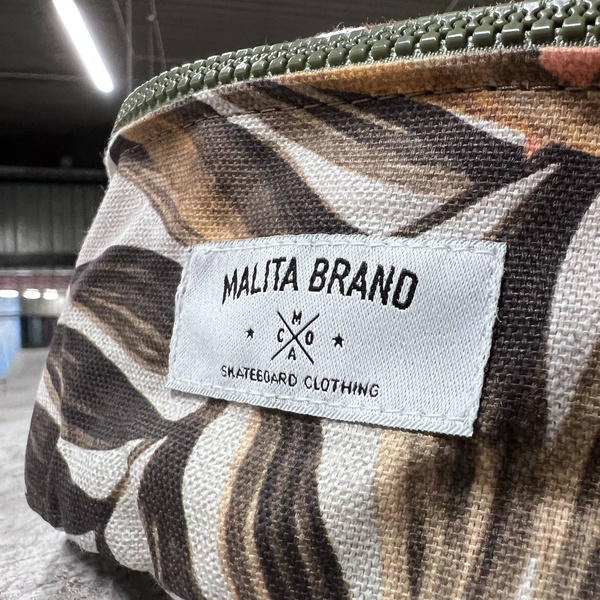 MALITA BRAND
M
C O
A
SKATEBOARD CLOTHING